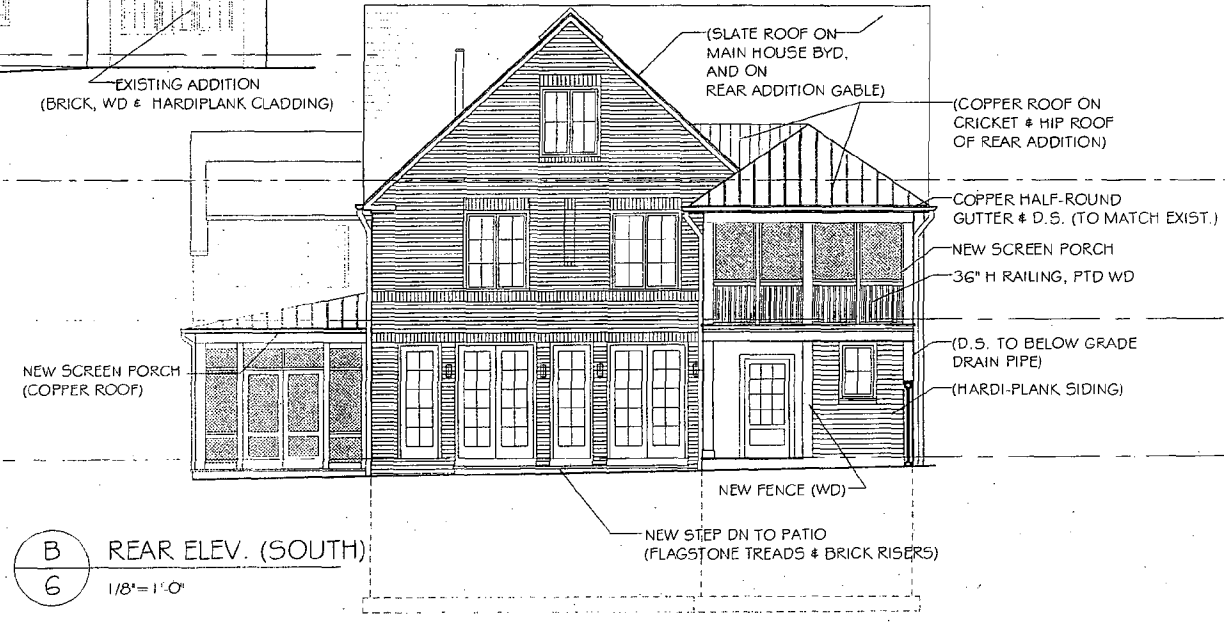 EXISTING ADDITION
(BRICK, WD & HARDIPLANK CLADDING)
(SLATE ROOF ON
MAIN HOUSE BYD,
AND ON
REAR ADDITION GABLE)
(COPPER ROOF ON
CRICKET & HIP ROOF
OF REAR ADDITION)
COPPER HALF-ROUND
GUTTER & D.S. (TO MATCH EXIST.)
NEW SCREEN PORCH
36" H RAILING, PTD WD
(D.S. TO BELOW GRADE
DRAIN PIPE)
(HARDI-PLANK SIDING)
NEW SCREEN PORCH
(COPPER ROOF)
NEW FENCE (WD)
NEW STEP DN TO PATIO
(FLAGSTONE TREADS & BRICK RISERS)
B
6
REAR ELEV. (SOUTH)
1/8"=1'-0"